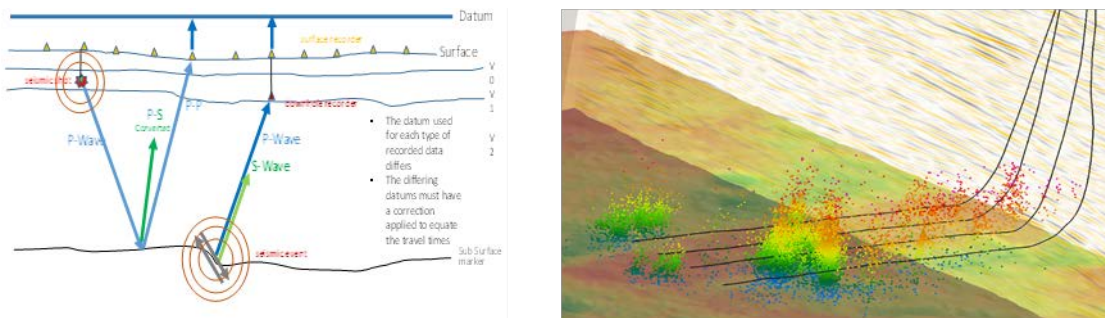 Datum
surface recorder
Surface
V
0
seismic shot
V
1
downhole recorder
P-P
P-S
Converted
P-Wave
P-Wave
S-Wave
• The datum used
for each type of
recorded data
differs
• The differing
datums must have
a correction
applied to equate
the travel times
V
2
seismic event
Sub Surface
marker